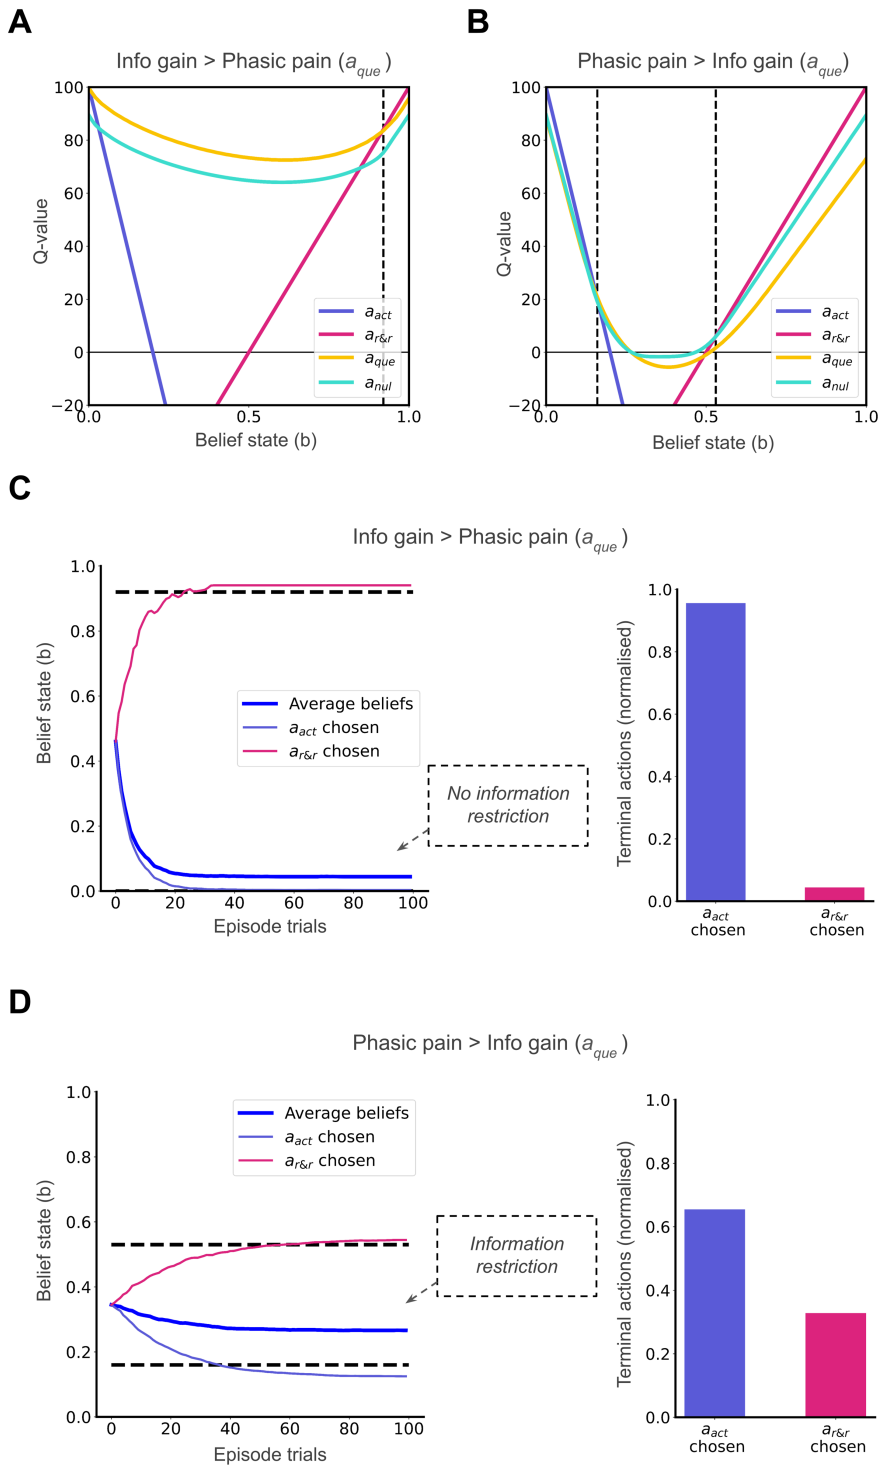 A
Info gain > Phasic pain (a_que)
100
80
60
40
20
0
−20
Q-value
0.0
0.5
1.0
Belief state (b)
a_act
a_r&r
a_que
a_nul
B
Phasic pain > Info gain (a_que)
100
80
60
40
20
0
−20
Q-value
0.0
0.5
1.0
Belief state (b)
a_act
a_r&r
a_que
a_nul
C
Info gain > Phasic pain (a_que)
1.0
0.8
0.6
0.4
0.2
0.0
Belief state (b)
0
20
40
60
80
100
Episode trials
Average beliefs
a_act chosen
a_r&r chosen
No information
restriction
1.0
0.8
0.6
0.4
0.2
0.0
Terminal actions (normalised)
a_act
chosen
a_r&r
chosen
D
Phasic pain > Info gain (a_que)
1.0
0.8
0.6
0.4
0.2
0.0
Belief state (b)
0
20
40
60
80
100
Episode trials
Average beliefs
a_act chosen
a_r&r chosen
Information
restriction
1.0
0.8
0.6
0.4
0.2
0.0
Terminal actions (normalised)
a_act
chosen
a_r&r
chosen